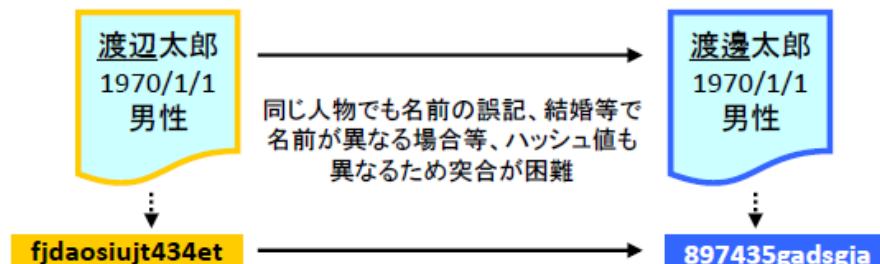 渡辺太郎
1970/1/1
男性
同じ人物でも名前の誤記、結婚等で
名前が異なる場合等、ハッシュ値も
異なるため突合が困難
渡邊太郎
1970/1/1
男性
fjdaosiujt434et
897435gadsgja